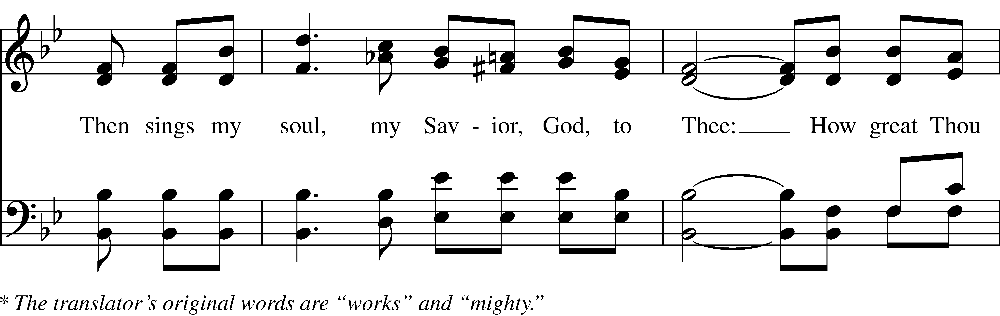 Then sings my soul, my Sav - ior, God, to Thee: How great Thou
* The translator’s original words are “works” and “mighty.”